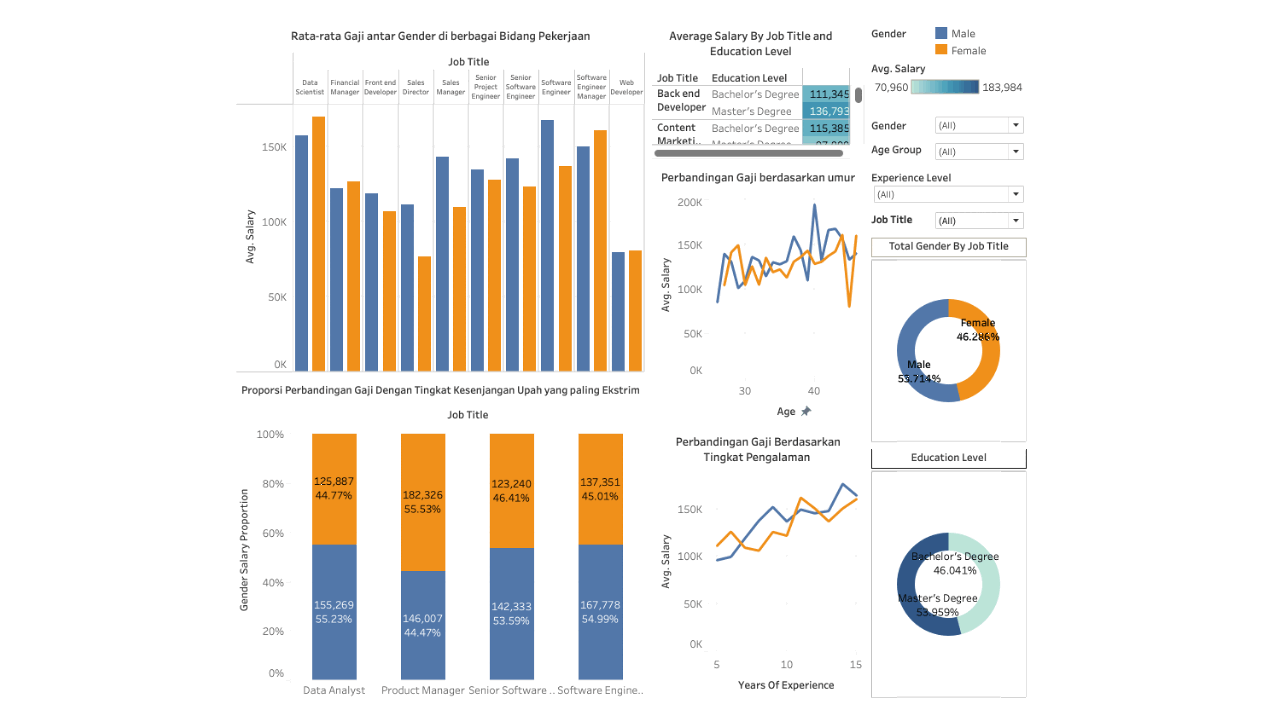 Rata-rata Gaji antar Gender di berbagai Bidang Pekerjaan
Job Title
Data Scientist
Financial Manager
Front end Developer
Sales Director
Sales Manager
Senior Project Engineer
Senior Software Engineer
Software Engineer
Software Engineer Manager
Web Developer
Avg. Salary
150K
100K
50K
0K
Proporsi Perbandingan Gaji Dengan Tingkat Kesenjangan Upah yang paling Ekstrim
Job Title
Gender Salary Proportion
100%
80%
60%
40%
20%
0%
125,887
44.77%
182,326
55.53%
123,240
46.41%
137,351
45.01%
155,269
55.23%
146,007
44.47%
142,333
53.59%
167,778
54.99%
Data Analyst
Product Manager
Senior Software ..
Software Engine..
Average Salary By Job Title and
Education Level
Job Title Education Level
Back end Developer
Bachelor's Degree 111,345
Master's Degree 136,793
Content Marketi..
Bachelor's Degree 115,385
Master's Degree
Perbandingan Gaji berdasarkan umur
Avg. Salary
200K
150K
100K
50K
0K
30 40
Age
Perbandingan Gaji Berdasarkan
Tingkat Pengalaman
Avg. Salary
150K
100K
50K
0K
5 10 15
Years Of Experience
Gender
Male
Female
Avg. Salary
70,960 183,984
Gender (All)
Age Group (All)
Experience Level
(All)
Job Title (All)
Total Gender By Job Title
Female
46.286%
Male
53.714%
Education Level
Bachelor's Degree
46.041%
Master's Degree
53.959%